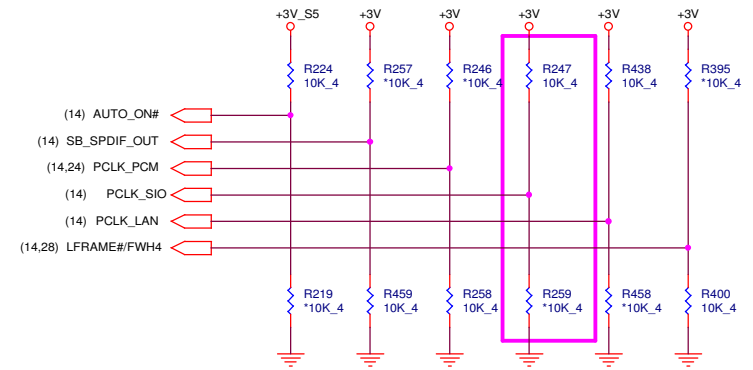 +3V_S5 +3V +3V +3V +3V +3V
R224 R257 R246 R247 R438 R395
10K_4 *10K_4 *10K_4 10K_4 10K_4 *10K_4
(14) AUTO_ON#
(14) SB_SPDIF_OUT
(14,24) PCLK_PCM
(14) PCLK_SIO
(14) PCLK_LAN
(14,28) LFRAME#/FWH4
R219 R459 R258 R259 R458 R400
*10K_4 10K_4 10K_4 *10K_4 *10K_4 10K_4